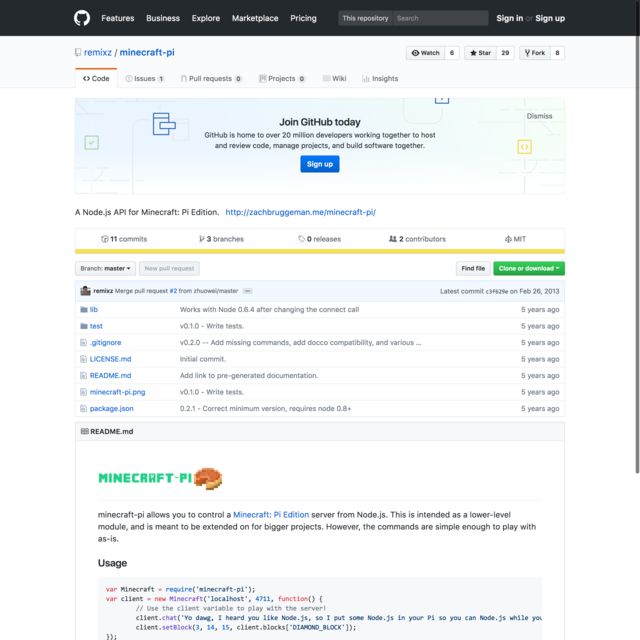 Features Business Explore Marketplace Pricing This repository Search Sign in or Sign up
remixz / minecraft-pi Watch 6 Star 29 Fork 8
Code Issues 1 Pull requests 0 Projects 0 Wiki Insights
Join GitHub today
Dismiss
GitHub is home to over 20 million developers working together to host
and review code, manage projects, and build software together.
Sign up
A Node.js API for Minecraft: Pi Edition. http://zachbruggeman.me/minecraft-pi/
11 commits 3 branches 0 releases 2 contributors MIT
Branch: master New pull request Find file Clone or download
remixz Merge pull request #2 from zhuowei/master ... Latest commit c3f629e on Feb 26, 2013
lib Works with Node 0.6.4 after changing the connect call 5 years ago
test v0.1.0 - Write tests. 5 years ago
.gitignore v0.2.0 -- Add missing commands, add docco compatibility, and various ... 5 years ago
LICENSE.md Initial commit. 5 years ago
README.md Add link to pre-generated documentation. 5 years ago
minecraft-pi.png v0.1.0 - Write tests. 5 years ago
package.json 0.2.1 - Correct minimum version, requires node 0.8+ 5 years ago
README.md
MINECRAFT-PI
minecraft-pi allows you to control a Minecraft: Pi Edition server from Node.js. This is intended as a lower-level
module, and is meant to be extended on for bigger projects. However, the commands are simple enough to play with
as-is.
Usage
var Minecraft = require('minecraft-pi');
var client = new Minecraft('localhost', 4711, function() {
// Use the client variable to play with the server!
client.chat('Yo dawg, I heard you like Node.js, so I put some Node.js in your Pi so you can Node.js while you
client.setBlock(3, 14, 15, client.blocks['DIAMOND_BLOCK']);
});